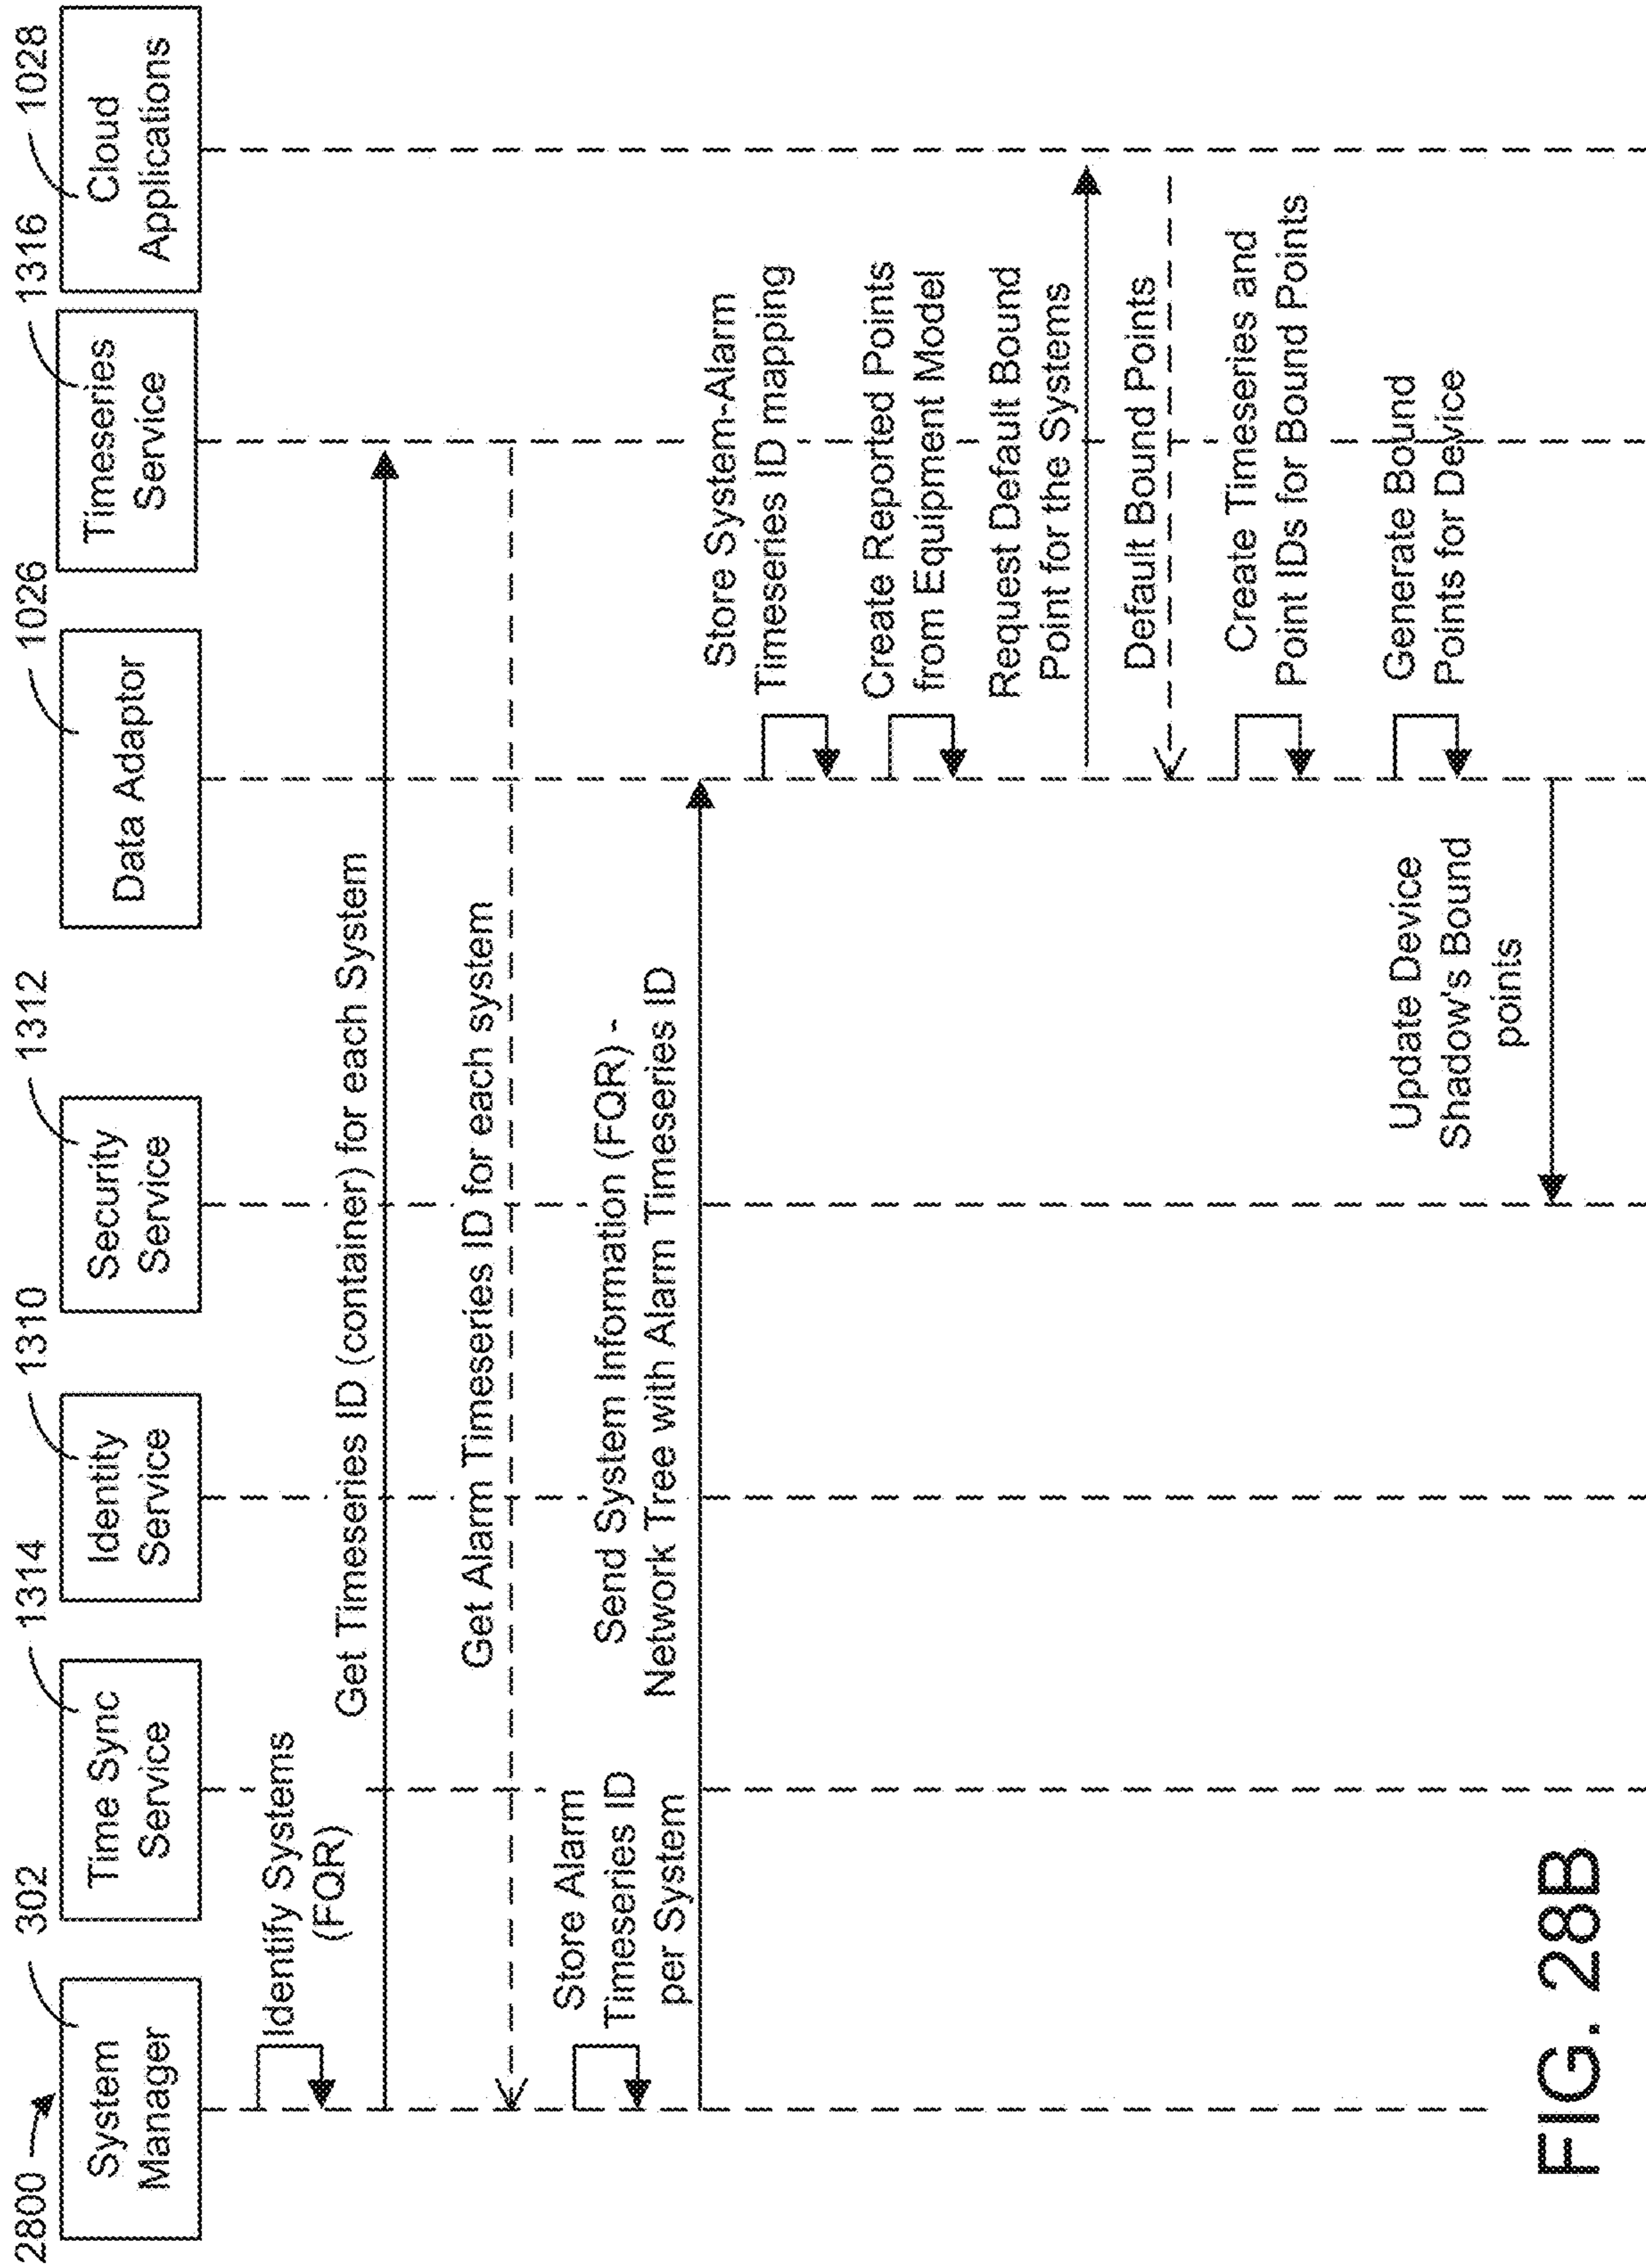 2800
302
1314
1310
1312
1026
1316
1028
System
Manager
Time Sync
Service
Identity
Service
Security
Service
Data Adaptor
Timeseries
Service
Cloud
Applications
Identify Systems
(FQR)
Get Timeseries ID (container) for each System
Get Alarm Timeseries ID for each system
Store Alarm
Timeseries ID
per System
Send System Information (FQR) -
Network Tree with Alarm Timeseries ID
Store System-Alarm
Timeseries ID mapping
Create Reported Points
from Equipment Model
Request Default Bound
Point for the Systems
Default Bound Points
Create Timeseries and
Point IDs for Bound Points
Generate Bound
Points for Device
Update Device
Shadow's Bound
points
FIG. 28B